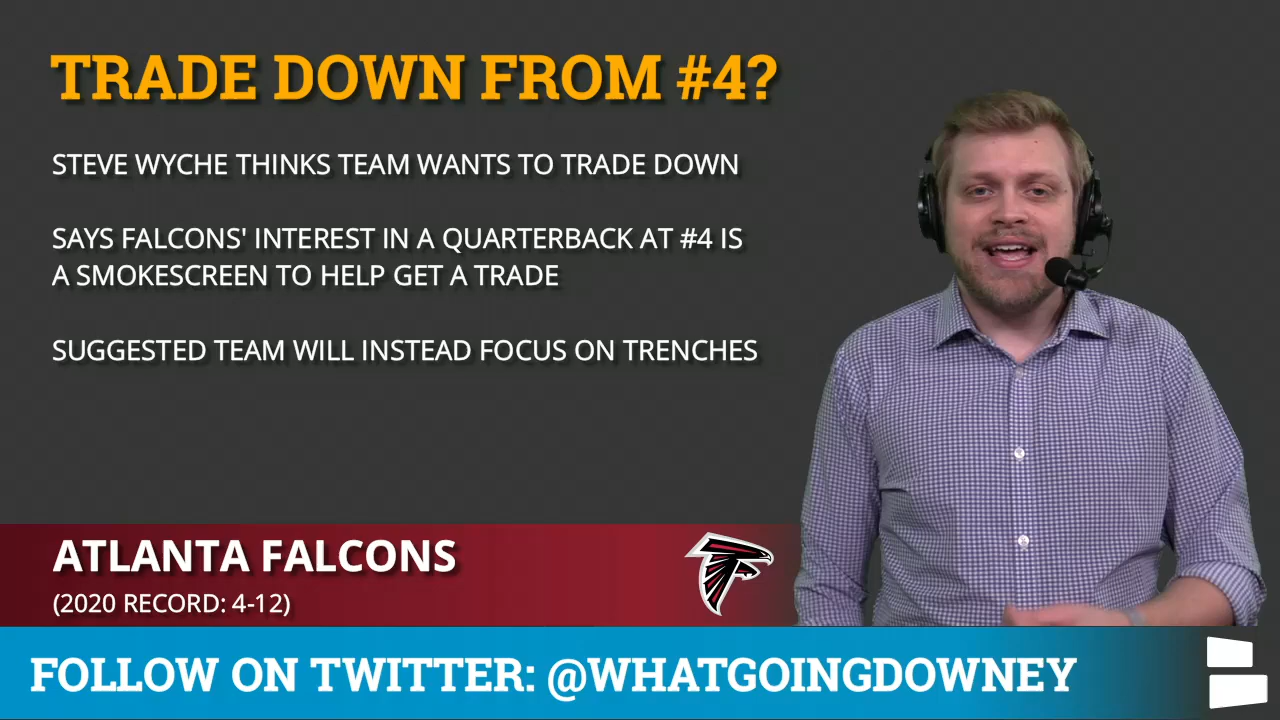 TRADE DOWN FROM #4?
STEVE WYCHE THINKS TEAM WANTS TO TRADE DOWN
SAYS FALCONS' INTEREST IN A QUARTERBACK AT #4 IS
A SMOKESCREEN TO HELP GET A TRADE
SUGGESTED TEAM WILL INSTEAD FOCUS ON TRENCHES
ATLANTA FALCONS
(2020 RECORD: 4-12)
FOLLOW ON TWITTER: @WHATGOINGDOWNEY